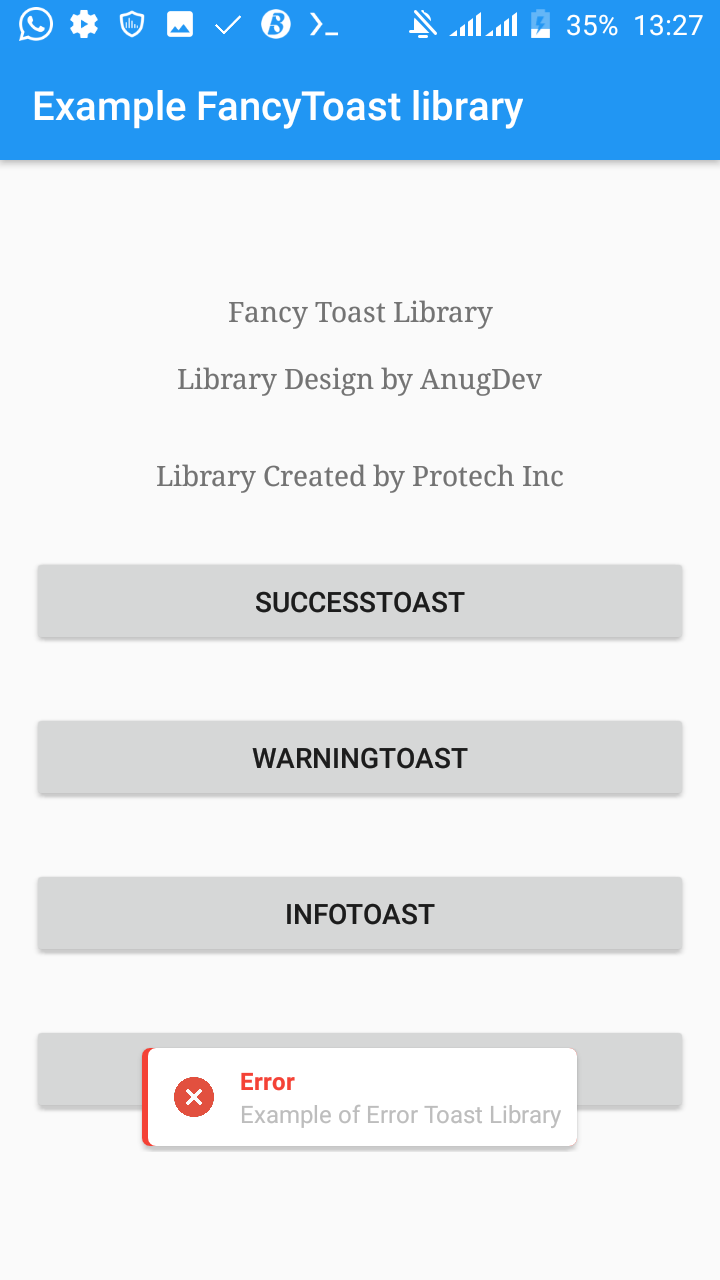 35% 13:27
Example FancyToast library
Fancy Toast Library
Library Design by AnugDev
Library Created by Protech Inc
SUCCESSTOAST
WARNINGTOAST
INFOTOAST
Error
Example of Error Toast Library